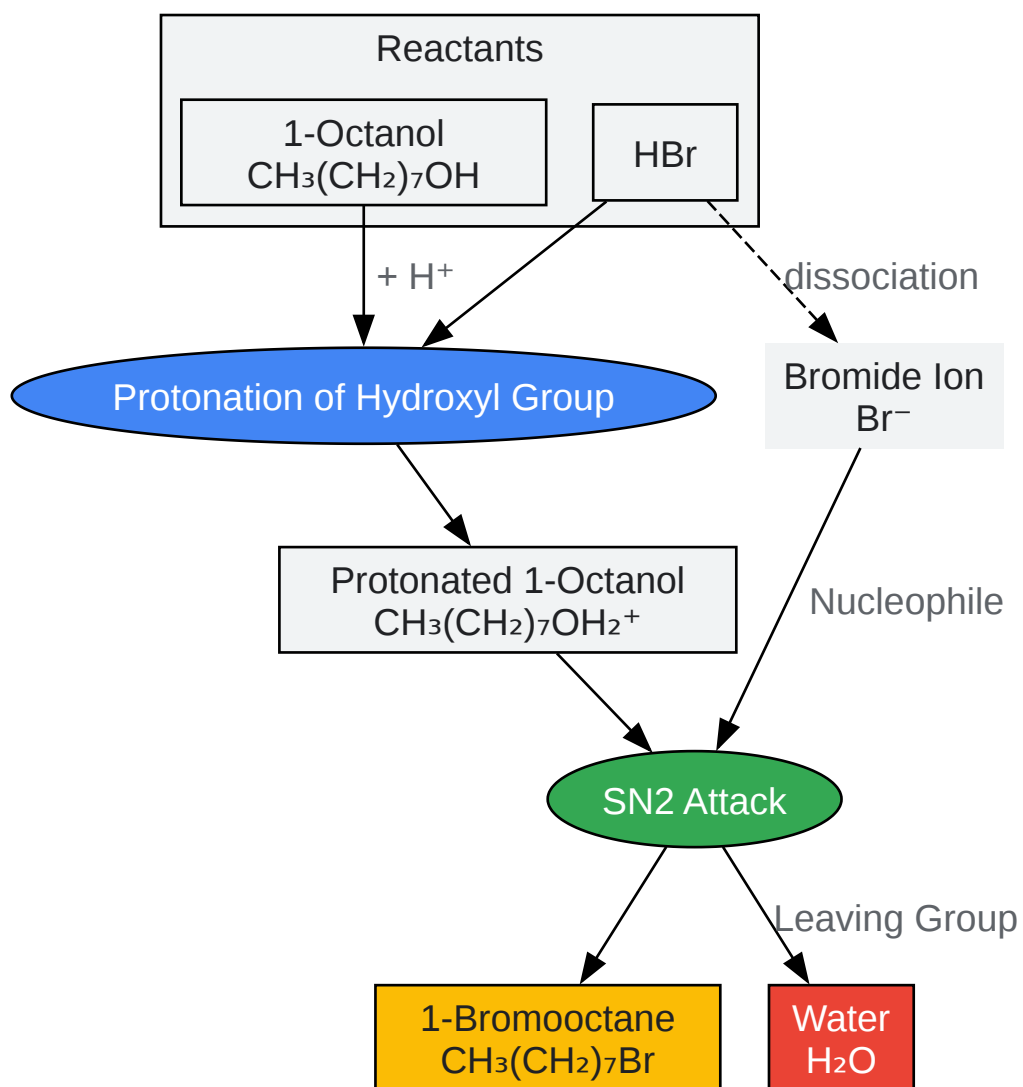 Reactants
1-Octanol
CH₃(CH₂)₇OH
HBr
+ H⁺
dissociation
Protonation of Hydroxyl Group
Bromide Ion
Br⁻
Protonated 1-Octanol
CH₃(CH₂)₇OH₂⁺
Nucleophile
SN2 Attack
Leaving Group
1-Bromooctane
CH₃(CH₂)₇Br
Water
H₂O